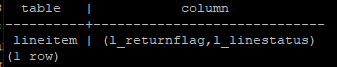 table | column
----------+-----------------------------
lineitem | (l_returnflag,l_linestatus)
(1 row)